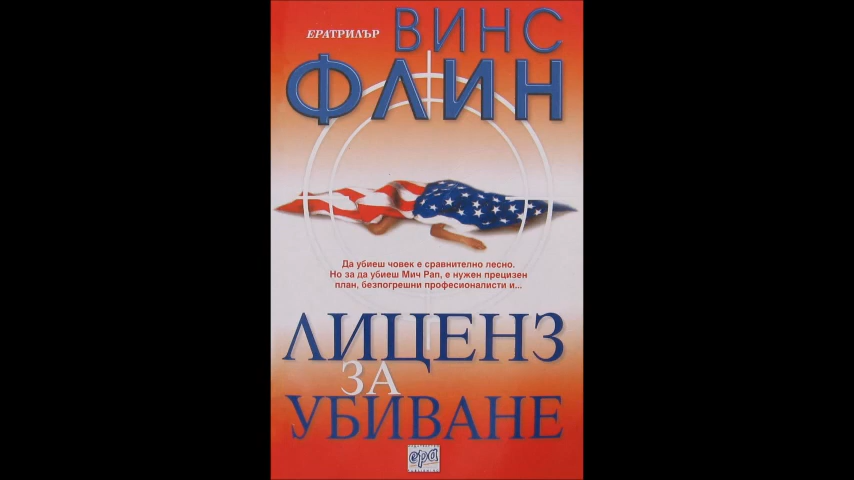 ЕРАТРИЛЪР
ВИНС
ФЛИН
Да убиеш човек е сравнително лесно.
Но за да убиеш Мич Рап, е нужен прецизен
план, безпогрешни професионалисти и...
ЛИЦЕНЗ
ЗА
УБИВАНЕ
ера